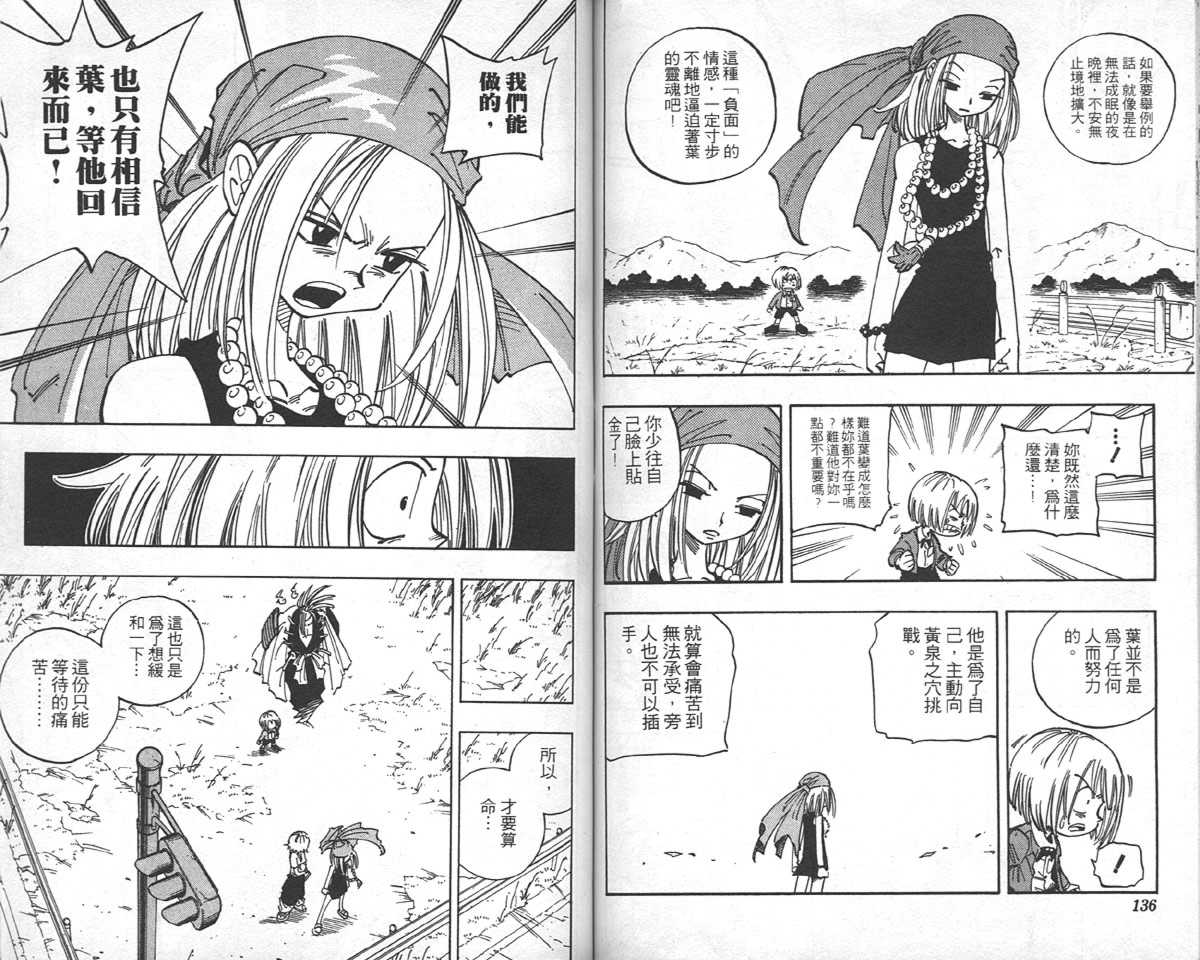 如果要舉例的
話，就像是在
無法成眠的夜
晚裡，不安無
止境地擴大。
這種「負面」的
情感，一定寸步
不離地逼迫著葉
的靈魂吧！
…！
妳既然這麼
清楚，為什
麼還…！
難道葉變成怎麼
樣妳都不在乎嗎
？難道他對妳一
點都不重要嗎？
你少往自
己臉上貼
金了！
葉並不是
為了任何
人而努力
的。
！
他是為了自
己，主動向
黃泉之穴挑
戰。
就算會痛苦到
無法承受，旁
人也不可以插
手。
136
我們能
做的，
也只有相信
葉，等他回
來而已！
所以，
才要算
命…
這也只是
為了想緩
和一下…
這份只能
等待的痛
苦………